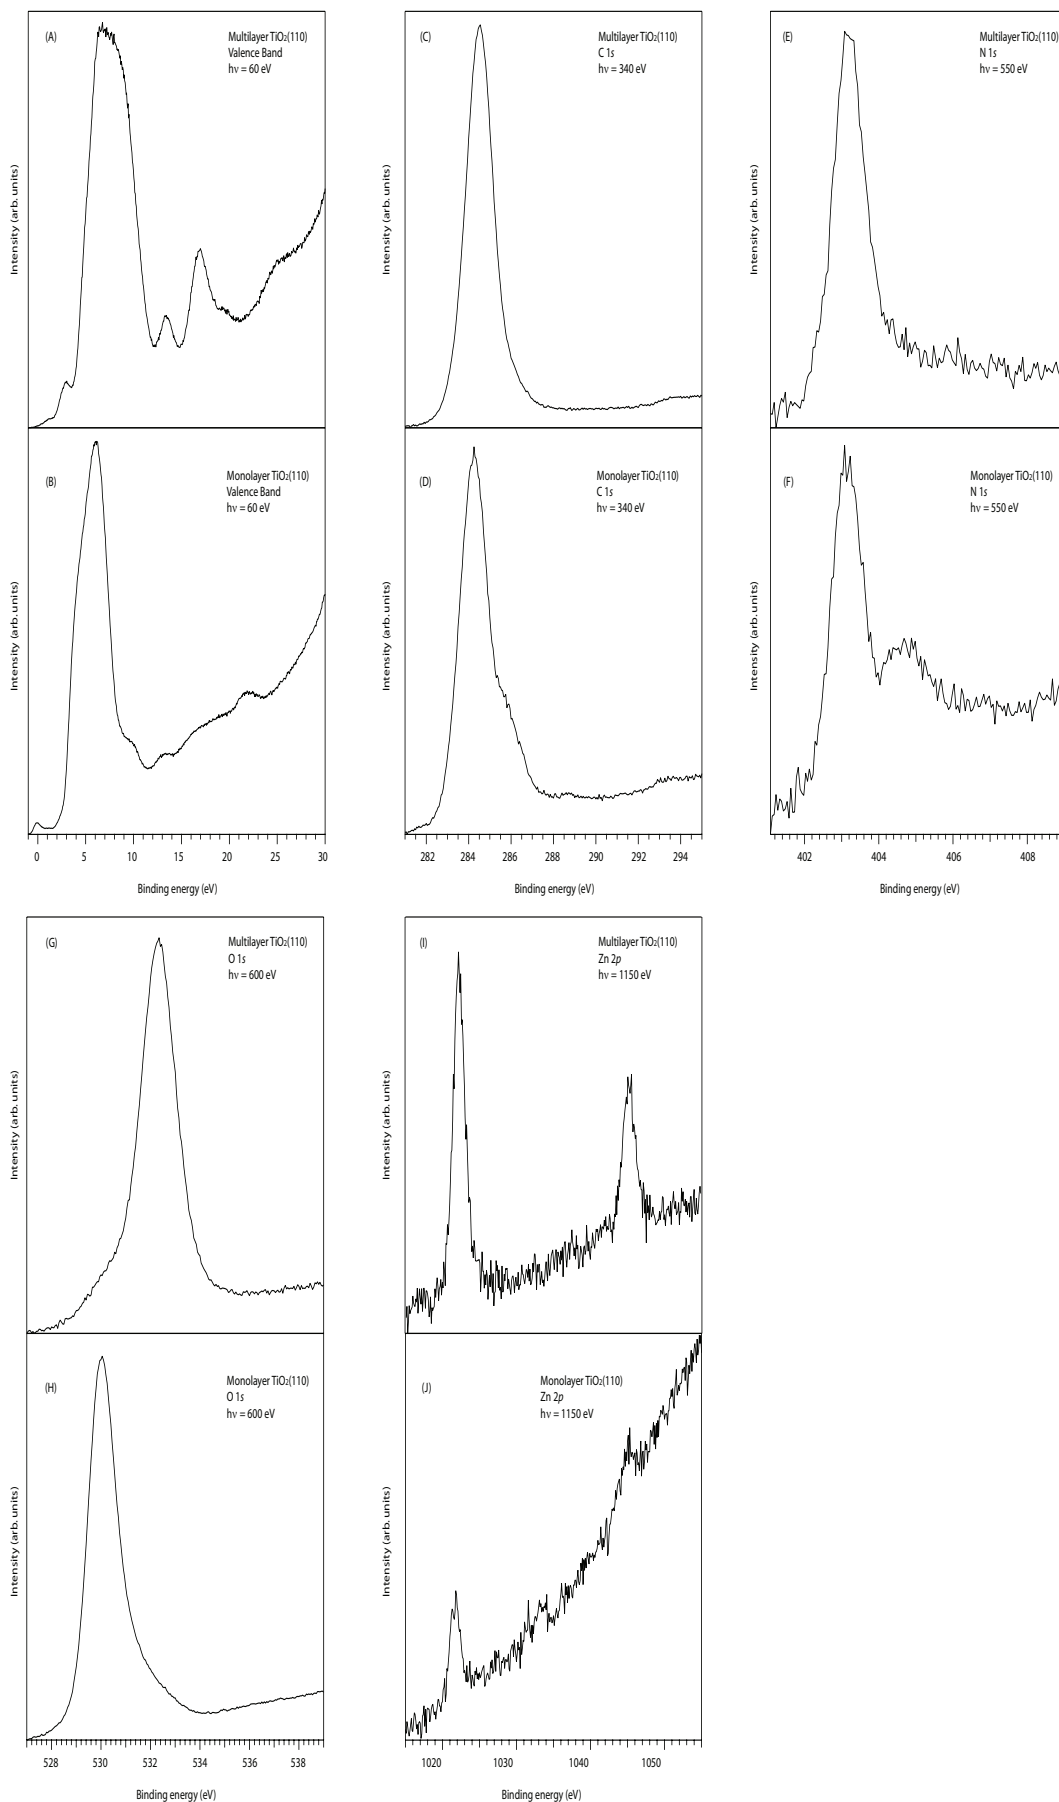 (A)
Multilayer TiO₂(110)
Valence Band
hν = 60 eV
Intensity (arb. units)
(C)
Multilayer TiO₂(110)
C 1s
hν = 340 eV
Intensity (arb. units)
(E)
Multilayer TiO₂(110)
N 1s
hν = 550 eV
Intensity (arb. units)
(B)
Monolayer TiO₂(110)
Valence Band
hν = 60 eV
Intensity (arb. units)
0 5 10 15 20 25 30
Binding energy (eV)
(D)
Monolayer TiO₂(110)
C 1s
hν = 340 eV
Intensity (arb. units)
282 284 286 288 290 292 294
Binding energy (eV)
(F)
Monolayer TiO₂(110)
N 1s
hν = 550 eV
Intensity (arb. units)
402 404 406 408
Binding energy (eV)
(G)
Multilayer TiO₂(110)
O 1s
hν = 600 eV
Intensity (arb. units)
(I)
Multilayer TiO₂(110)
Zn 2p
hν = 1150 eV
Intensity (arb. units)
(H)
Monolayer TiO₂(110)
O 1s
hν = 600 eV
Intensity (arb. units)
528 530 532 534 536 538
Binding energy (eV)
(J)
Monolayer TiO₂(110)
Zn 2p
hν = 1150 eV
Intensity (arb. units)
1020 1030 1040 1050
Binding energy (eV)